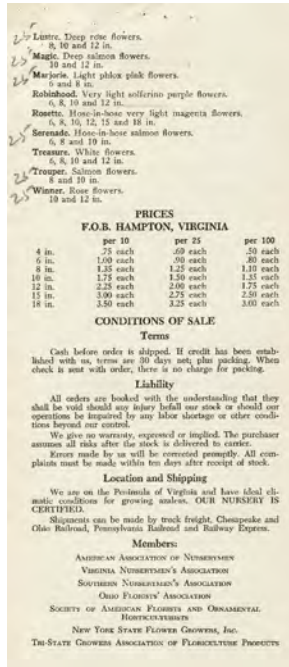 25 Lustre. Deep rose flowers.
8, 10 and 12 in.
25 Magic. Deep salmon flowers.
10 and 12 in.
25 Marjorie. Light phlox pink flowers.
6 and 8 in.
Robinhood. Very light solferino purple flowers.
6, 8, 10 and 12 in.
Rosette. Hose-in-hose very light magenta flowers.
6, 8, 10, 12, 15 and 18 in.
25 Serenade. Hose-in-hose salmon flowers.
6, 8 and 10 in.
Treasure. White flowers.
6, 8, 10 and 12 in.
Trouper. Salmon flowers.
8 and 10 in.
25 Winner. Rose flowers.
10 and 12 in.
PRICES
F.O.B. HAMPTON, VIRGINIA
per 10 per 25 per 100
4 in. .75 each .60 each .50 each
6 in. 1.00 each .90 each .80 each
8 in. 1.35 each 1.25 each 1.10 each
10 in. 1.75 each 1.50 each 1.35 each
12 in. 2.25 each 2.00 each 1.75 each
15 in. 3.00 each 2.75 each 2.50 each
18 in. 3.50 each 3.25 each 3.00 each
CONDITIONS OF SALE
Terms
Cash before order is shipped. If credit has been estab-
lished with us, terms are 30 days net; plus packing. When
check is sent with order, there is no charge for packing.
Liability
All orders are booked with the understanding that they
shall be void should any injury befall our stock or should our
operations be impaired by any labor shortage or other condi-
tions beyond our control.
We give no warranty, expressed or implied. The purchaser
assumes all risks after the stock is delivered to carrier.
Errors made by us will be corrected promptly. All com-
plaints must be made within ten days after receipt of stock.
Location and Shipping
We are on the Peninsula of Virginia and have ideal cli-
matic conditions for growing azaleas. OUR NURSERY IS
CERTIFIED.
Shipments can be made by truck freight, Chesapeake and
Ohio Railroad, Pennsylvania Railroad and Railway Express.
Members:
AMERICAN ASSOCIATION OF NURSERYMEN
VIRGINIA NURSERYMEN'S ASSOCIATION
SOUTHERN NURSERYMEN'S ASSOCIATION
OHIO FLORISTS' ASSOCIATION
SOCIETY OF AMERICAN FLORISTS AND ORNAMENTAL
HORTICULTURISTS
NEW YORK STATE FLOWER GROWERS, INC.
TRI-STATE GROWERS ASSOCIATION OF FLORICULTURE PRODUCTS